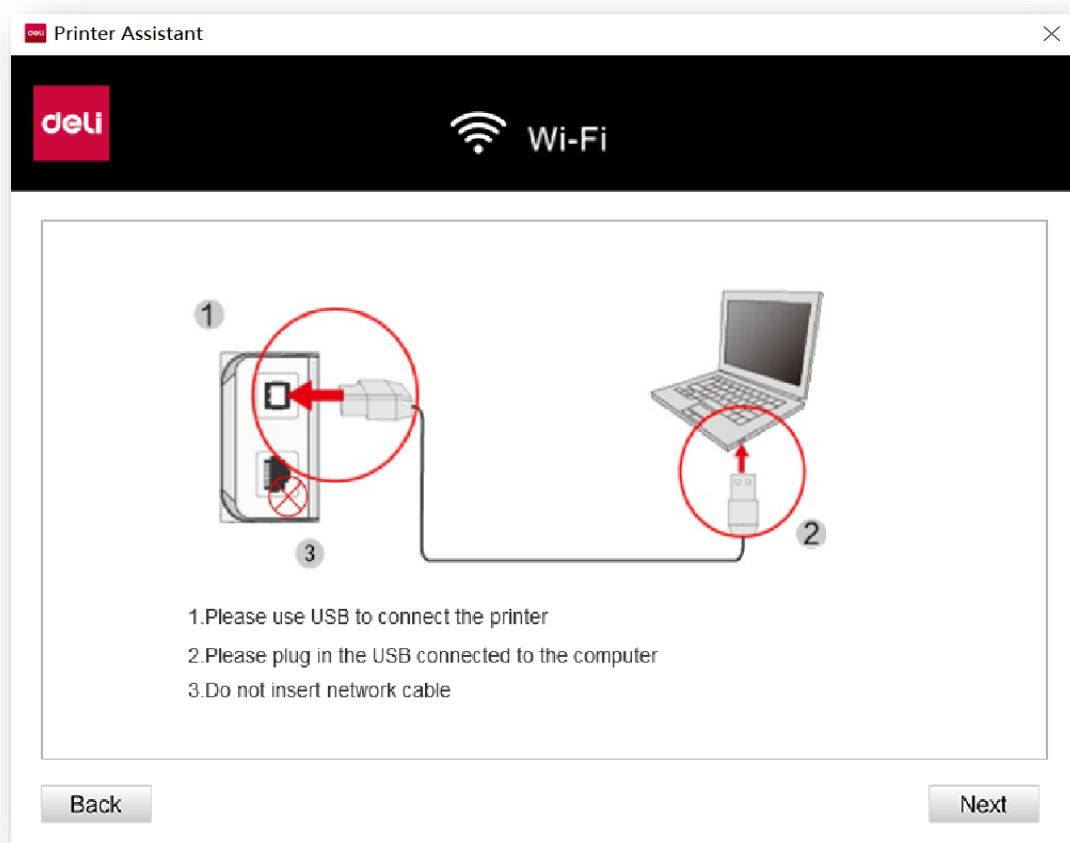 deli Printer Assistant
deli
Wi-Fi
1
2
3
1.Please use USB to connect the printer
2.Please plug in the USB connected to the computer
3.Do not insert network cable
Back
Next